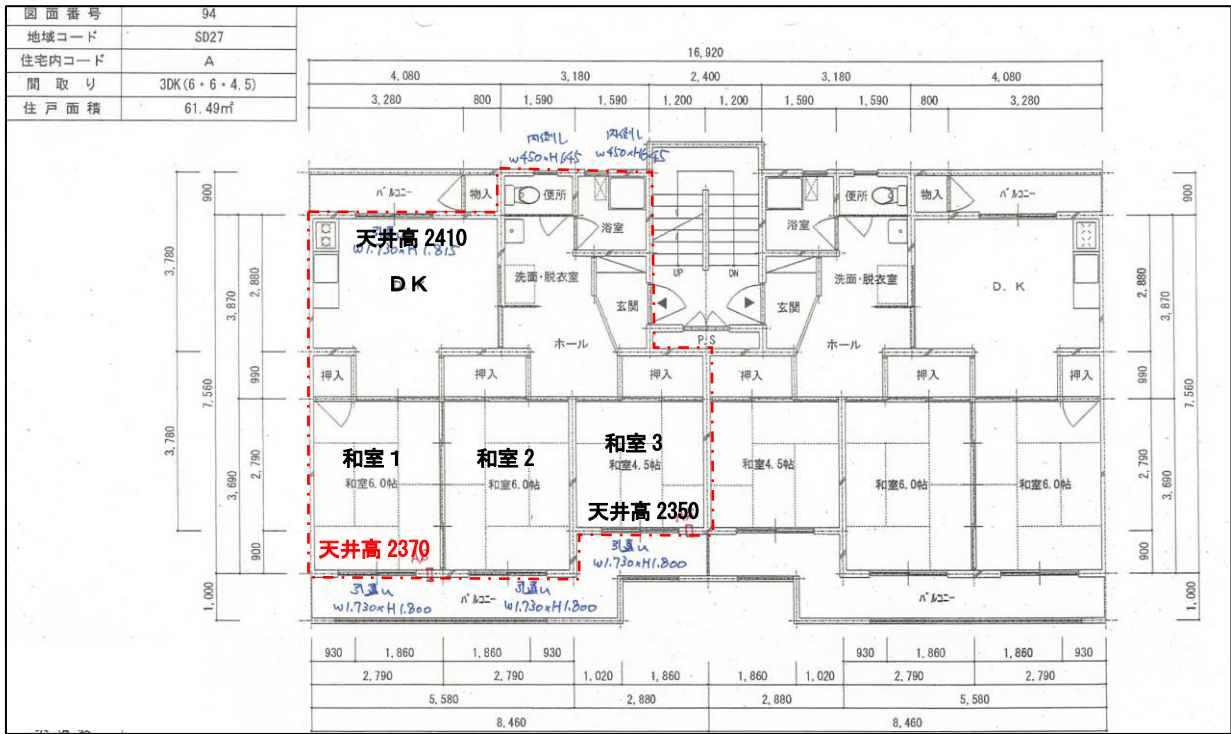 図面番号 94
地域コード SD27
住宅内コード A
間取り 3DK(6・6・4.5)
住戸面積 61.49㎡
16,920
4,080 3,180 2,400 3,180 4,080
3,280 800 1,590 1,590 1,200 1,200 1,590 1,590 800 3,280
内倒し
w450×H645
内倒し
w450×H645
900
バルコニー
物入
便所
浴室
浴室
便所
物入
バルコニー
900
天井高 2410
引違い
w1.730×H1.815
DK
洗面・脱衣室
玄関
UP
DN
玄関
洗面・脱衣室
D. K
3,780
3,870
2,880
2,880
3,870
ホール
P.S
ホール
押入
押入
押入
押入
押入
押入
990
990
7,560
7,560
和室 1
和室6.0帖
和室 2
和室6.0帖
和室 3
和室4.5帖
和室4.5帖
和室6.0帖
和室6.0帖
3,780
3,690
2,790
2,790
3,690
天井高 2350
天井高 2370
900
900
引違い
w1.730×H1.800
引違い
w1.730×H1.800
引違い
w1.730×H1.800
バルコニー
バルコニー
1,000
1,000
930 1,860 1,860 930 930 1,860 1,860 930
2,790 2,790 1,020 1,860 1,860 1,020 2,790 2,790
5,580 2,880 2,880 5,580
8,460 8,460